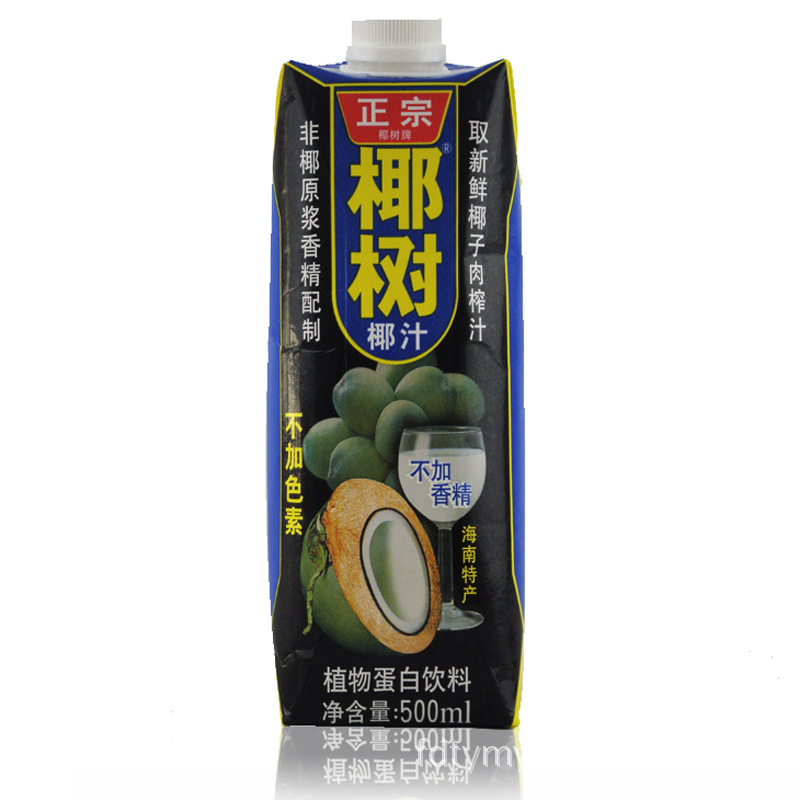 正宗
椰树牌
椰树®
椰汁
非椰原浆香精配制
取新鲜椰子肉榨汁
不加色素
不加
香精
海南特产
植物蛋白饮料
净含量:500ml